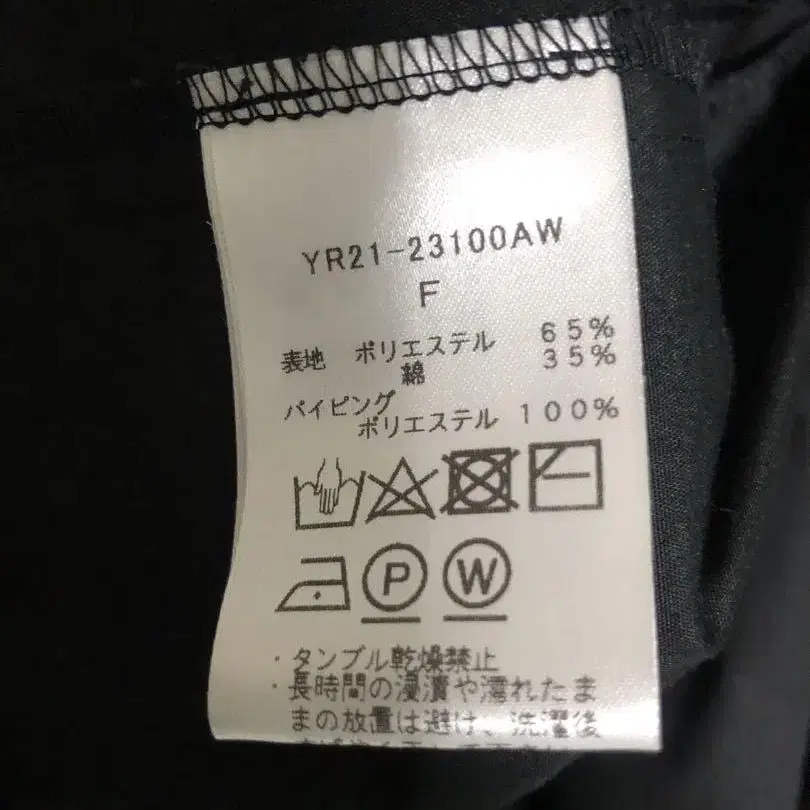 YR21-23100AW
F
表地 ポリエステル 65%
綿 35%
パイピング
ポリエステル 100%
P W
・タンブル乾燥禁止
・長時間の浸漬や濡れたま
まの放置は避け、洗濯後